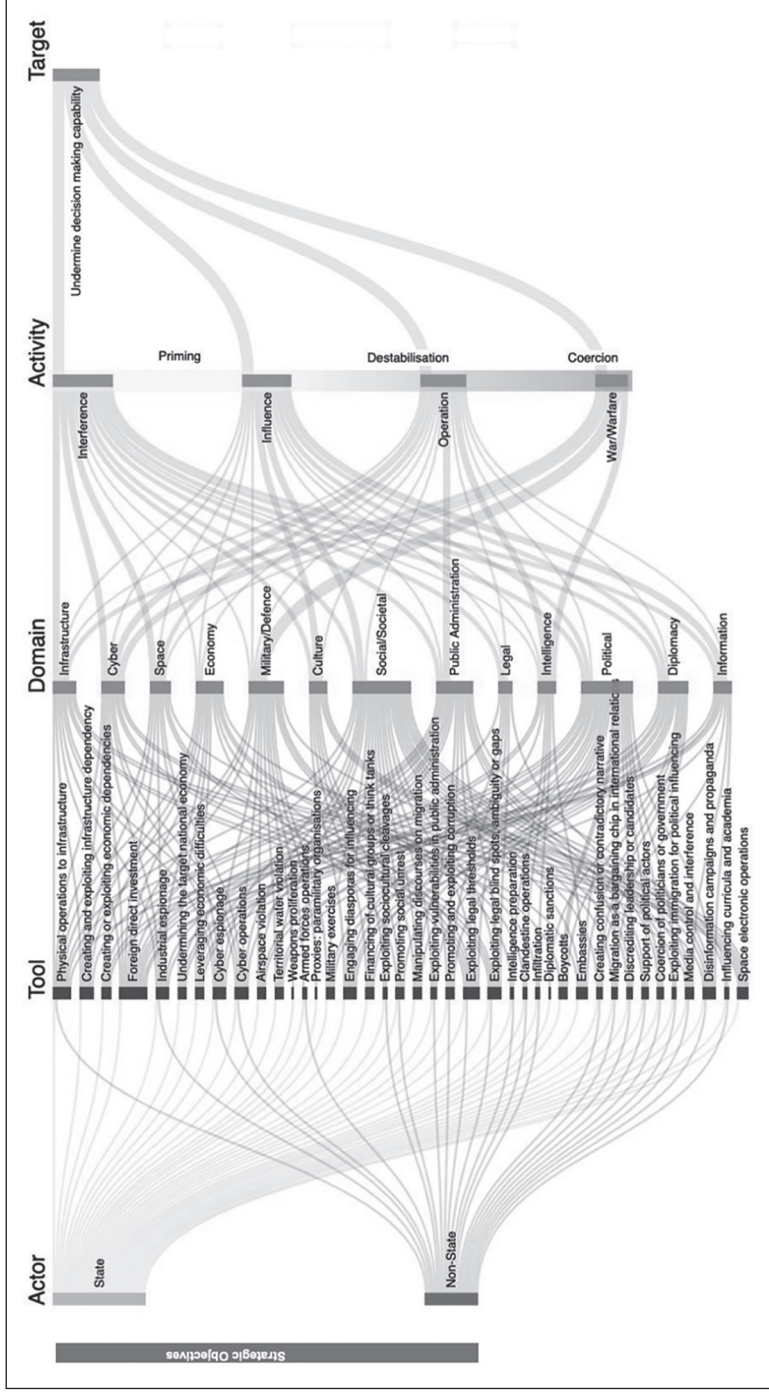 Actor
Tool
Domain
Activity
Target
Strategic Objectives
State
Non-State
Physical operations to infrastructure
Creating and exploiting infrastructure dependency
Creating or exploiting economic dependencies
Foreign direct investment
Industrial espionage
Undermining the target national economy
Leveraging economic difficulties
Cyber espionage
Cyber operations
Airspace violation
Territorial water violation
Weapons proliferation
Armed forces operations
Proxies: paramilitary organisations
Military exercises
Engaging diasporas for influencing
Financing of cultural groups or think tanks
Exploiting sociocultural cleavages
Promoting social unrest
Manipulating discourses on migration
Exploiting vulnerabilities in public administration
Promoting and exploiting corruption
Exploiting legal thresholds
Exploiting legal blind spots, ambiguity or gaps
Intelligence preparation
Clandestine operations
Infiltration
Diplomatic sanctions
Boycotts
Embassies
Creating confusion or contradictory narrative
Migration as a bargaining chip in international relations
Discrediting leadership or candidates
Support of political actors
Coercion of politicians or government
Exploiting immigration for political influencing
Media control and interference
Disinformation campaigns and propaganda
Influencing curricula and academia
Space electronic operations
Infrastructure
Cyber
Space
Economy
Military/Defence
Culture
Social/Societal
Public Administration
Legal
Intelligence
Political
Diplomacy
Information
Interference
Influence
Operation
War/Warfare
Priming
Destabilisation
Coercion
Undermine decision making capability